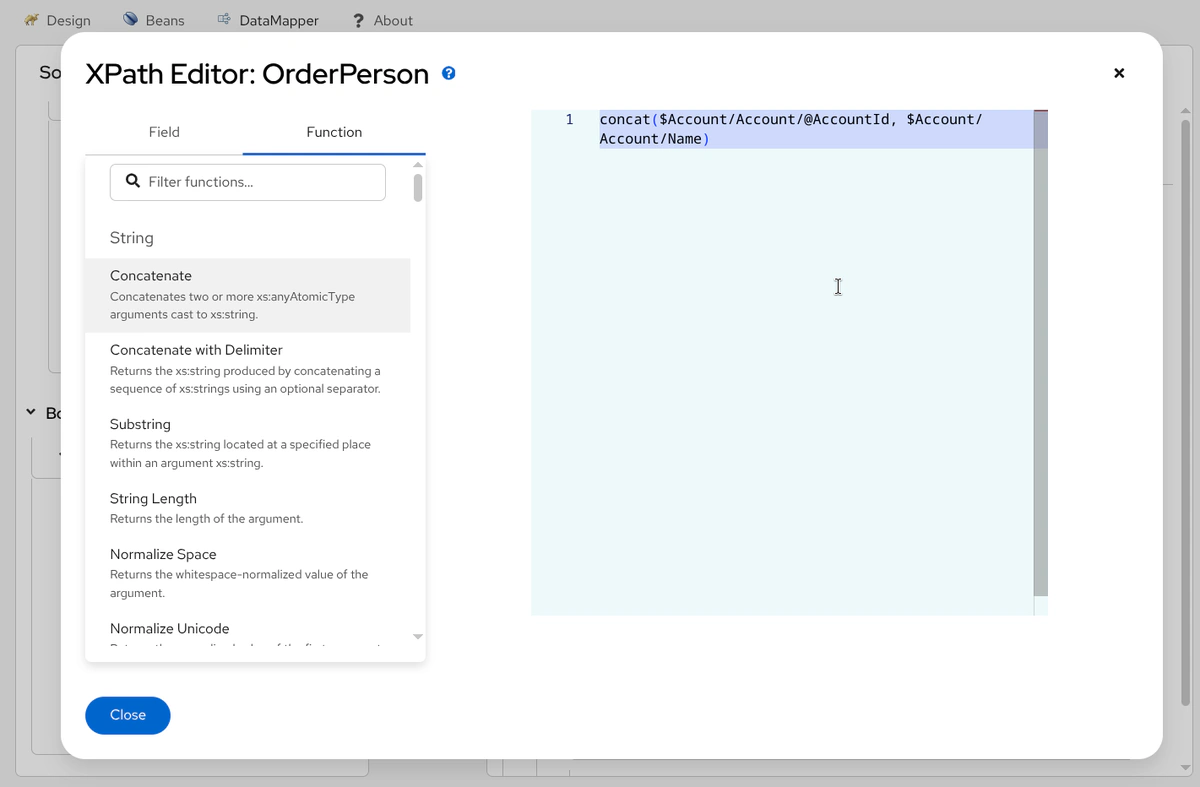 Design Beans DataMapper ? About
So
XPath Editor: OrderPerson ?
Field Function
Filter functions...
String
Concatenate
Concatenates two or more xs:anyAtomicType
arguments cast to xs:string.
Concatenate with Delimiter
Returns the xs:string produced by concatenating a
sequence of xs:strings using an optional separator.
Substring
Returns the xs:string located at a specified place
within an argument xs:string.
String Length
Returns the length of the argument.
Normalize Space
Returns the whitespace-normalized value of the
argument.
Normalize Unicode
1 concat($Account/Account/@AccountId, $Account/
Account/Name)
Bo
Close